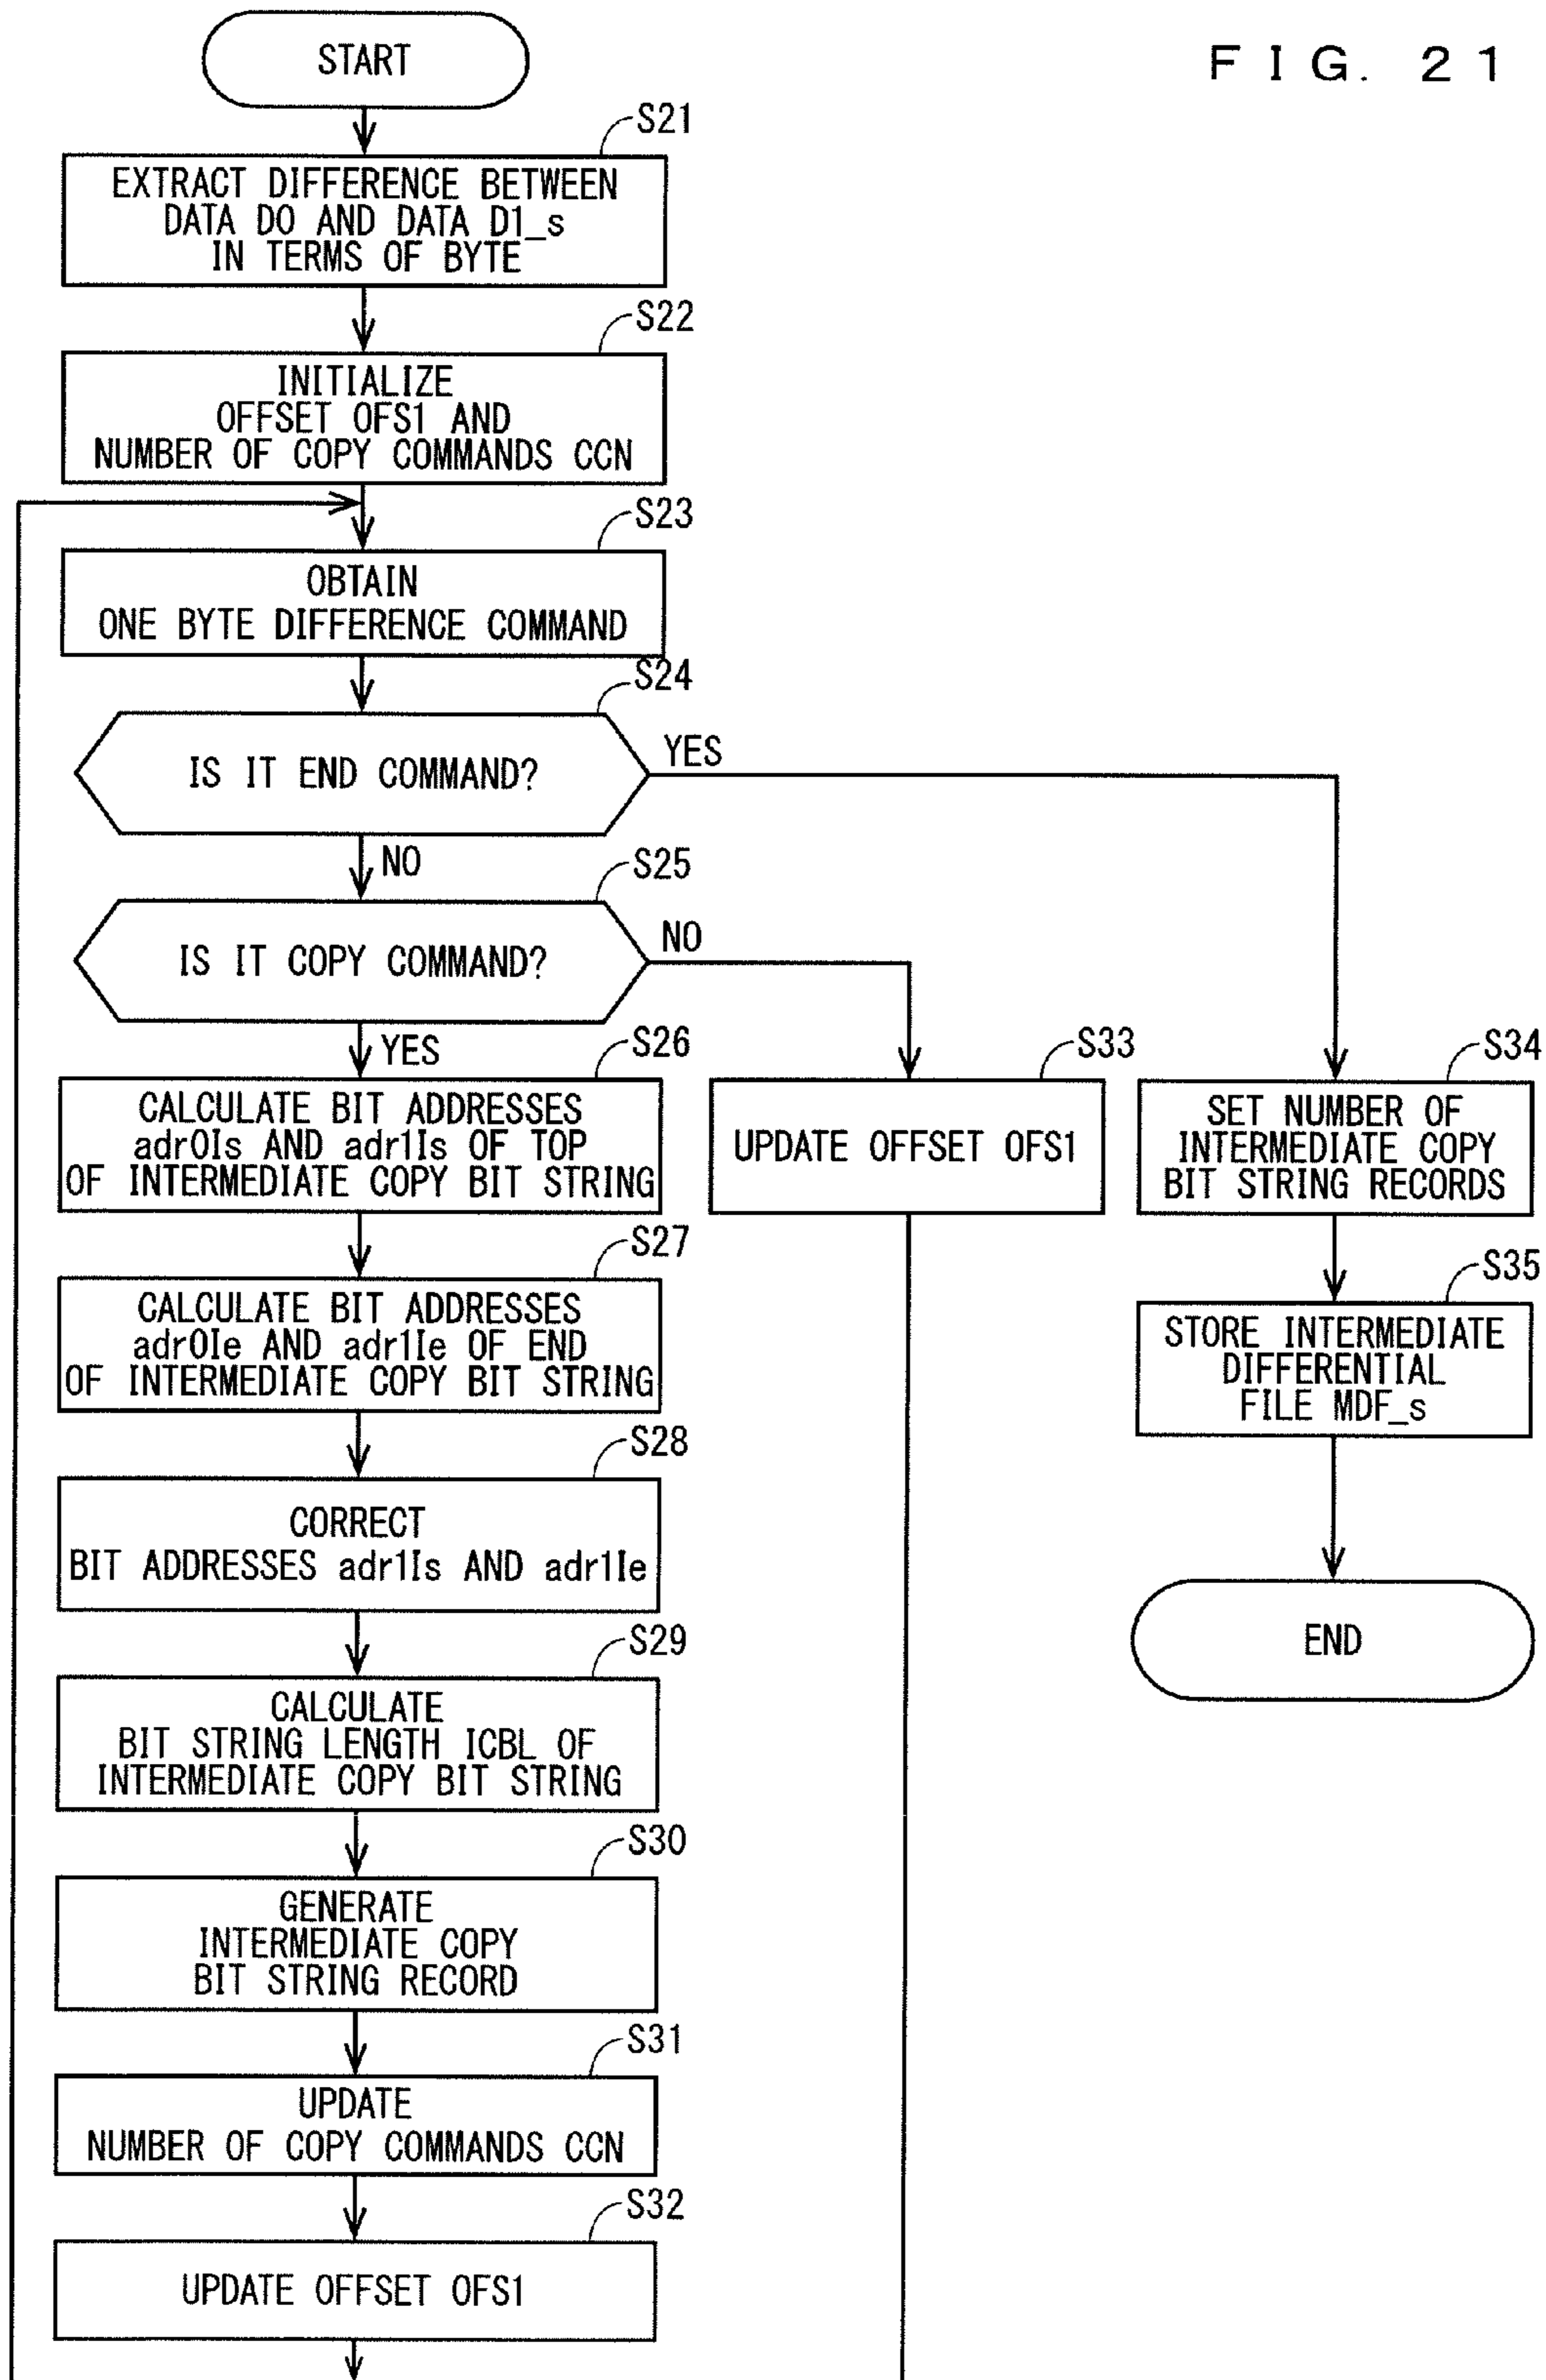 FIG. 21
START
S21
EXTRACT DIFFERENCE BETWEEN
DATA D0 AND DATA D1_s
IN TERMS OF BYTE
S22
INITIALIZE
OFFSET OFS1 AND
NUMBER OF COPY COMMANDS CCN
S23
OBTAIN
ONE BYTE DIFFERENCE COMMAND
S24
IS IT END COMMAND?
YES
NO
S25
IS IT COPY COMMAND?
NO
YES
S26
CALCULATE BIT ADDRESSES
adr0Is AND adr1Is OF TOP
OF INTERMEDIATE COPY BIT STRING
S33
UPDATE OFFSET OFS1
S34
SET NUMBER OF
INTERMEDIATE COPY
BIT STRING RECORDS
S27
CALCULATE BIT ADDRESSES
adr0Ie AND adr1Ie OF END
OF INTERMEDIATE COPY BIT STRING
S35
STORE INTERMEDIATE
DIFFERENTIAL
FILE MDF_s
S28
CORRECT
BIT ADDRESSES adr1Is AND adr1Ie
END
S29
CALCULATE
BIT STRING LENGTH ICBL OF
INTERMEDIATE COPY BIT STRING
S30
GENERATE
INTERMEDIATE COPY
BIT STRING RECORD
S31
UPDATE
NUMBER OF COPY COMMANDS CCN
S32
UPDATE OFFSET OFS1